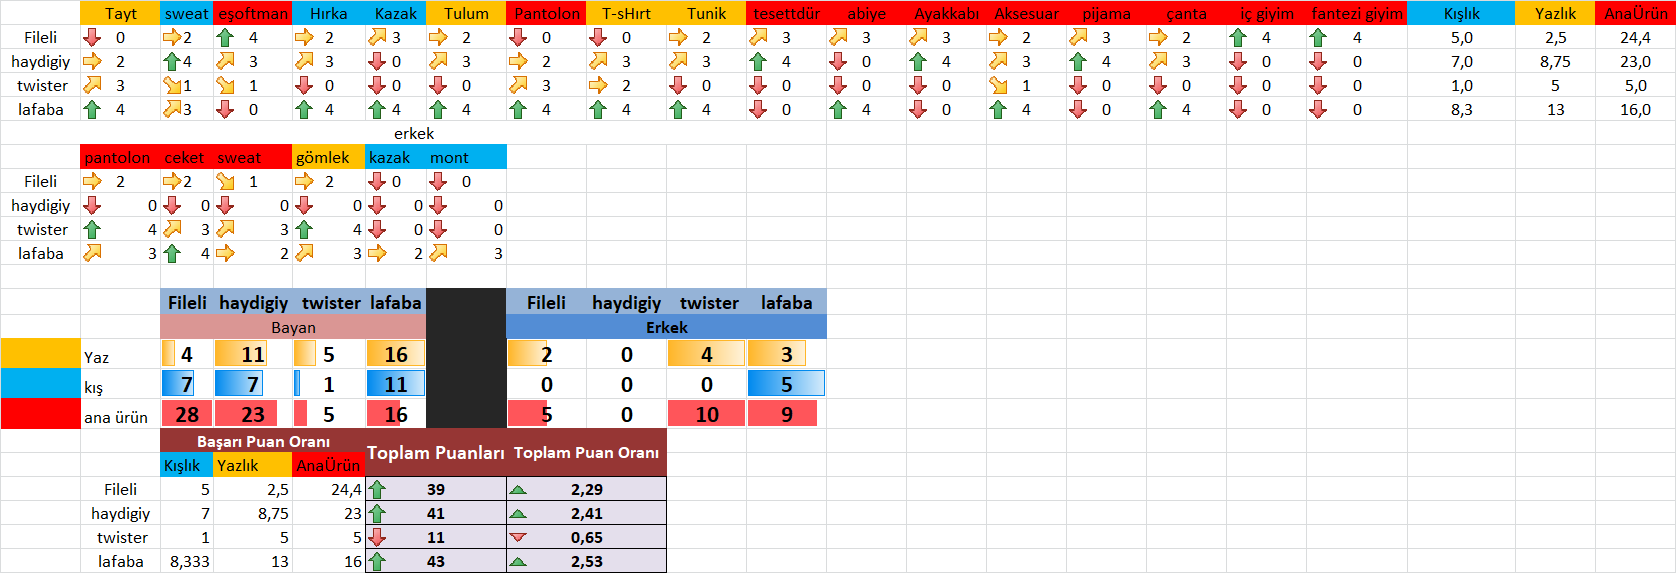 Tayt sweat eşoftman Hırka Kazak Tulum Pantolon T-sHırt Tunik tesettdür abiye Ayakkabı Aksesuar pijama çanta iç giyim fantezi giyim Kışlık Yazlık AnaÜrün
Fileli 0 2 4 2 3 2 0 0 2 3 3 3 2 3 2 4 4 5,0 2,5 24,4
haydigiy 2 4 3 3 0 3 2 3 3 4 0 4 3 4 3 0 0 7,0 8,75 23,0
twister 3 1 1 0 0 0 3 2 0 0 0 0 1 0 0 0 0 1,0 5 5,0
lafaba 4 3 0 4 4 4 4 4 4 0 4 0 4 0 4 0 0 8,3 13 16,0
erkek
pantolon ceket sweat gömlek kazak mont
Fileli 2 2 1 2 0 0
haydigiy 0 0 0 0 0 0
twister 4 3 3 4 0 0
lafaba 3 4 2 3 2 3
Fileli haydigiy twister lafaba Fileli haydigiy twister lafaba
Bayan Erkek
Yaz 4 11 5 16 2 0 4 3
kış 7 7 1 11 0 0 0 5
ana ürün 28 23 5 16 5 0 10 9
Başarı Puan Oranı Toplam Puanları Toplam Puan Oranı
Kışlık Yazlık AnaÜrün
Fileli 5 2,5 24,4 39 2,29
haydigiy 7 8,75 23 41 2,41
twister 1 5 5 11 0,65
lafaba 8,333 13 16 43 2,53